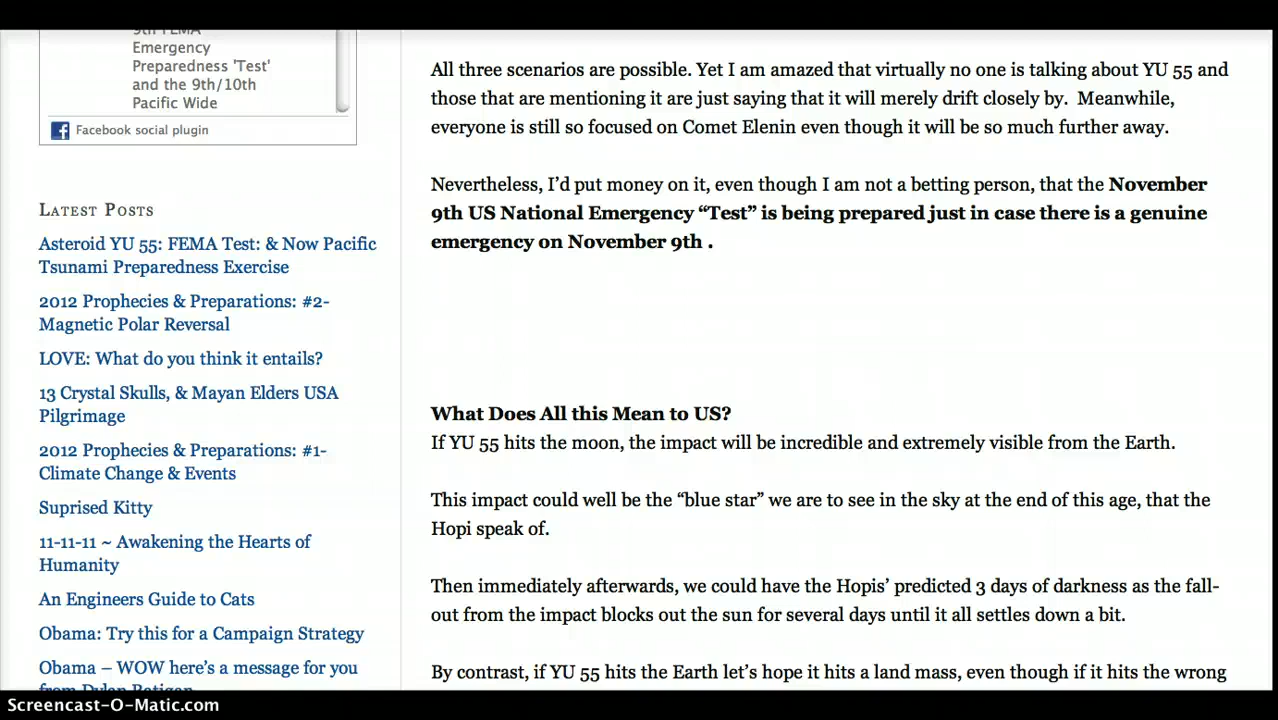 9th FEMA
Emergency
Preparedness 'Test'
and the 9th/10th
Pacific Wide
Facebook social plugin
Latest Posts
Asteroid YU 55: FEMA Test: & Now Pacific
Tsunami Preparedness Exercise
2012 Prophecies & Preparations: #2-
Magnetic Polar Reversal
LOVE: What do you think it entails?
13 Crystal Skulls, & Mayan Elders USA
Pilgrimage
2012 Prophecies & Preparations: #1-
Climate Change & Events
Suprised Kitty
11-11-11 ~ Awakening the Hearts of
Humanity
An Engineers Guide to Cats
Obama: Try this for a Campaign Strategy
Obama – WOW here's a message for you
from Dylan Ratigan
All three scenarios are possible. Yet I am amazed that virtually no one is talking about YU 55 and
those that are mentioning it are just saying that it will merely drift closely by.  Meanwhile,
everyone is still so focused on Comet Elenin even though it will be so much further away.
Nevertheless, I'd put money on it, even though I am not a betting person, that the November
9th US National Emergency “Test” is being prepared just in case there is a genuine
emergency on November 9th .
What Does All this Mean to US?
If YU 55 hits the moon, the impact will be incredible and extremely visible from the Earth.
This impact could well be the “blue star” we are to see in the sky at the end of this age, that the
Hopi speak of.
Then immediately afterwards, we could have the Hopis’ predicted 3 days of darkness as the fall-
out from the impact blocks out the sun for several days until it all settles down a bit.
By contrast, if YU 55 hits the Earth let’s hope it hits a land mass, even though if it hits the wrong
Screencast-O-Matic.com